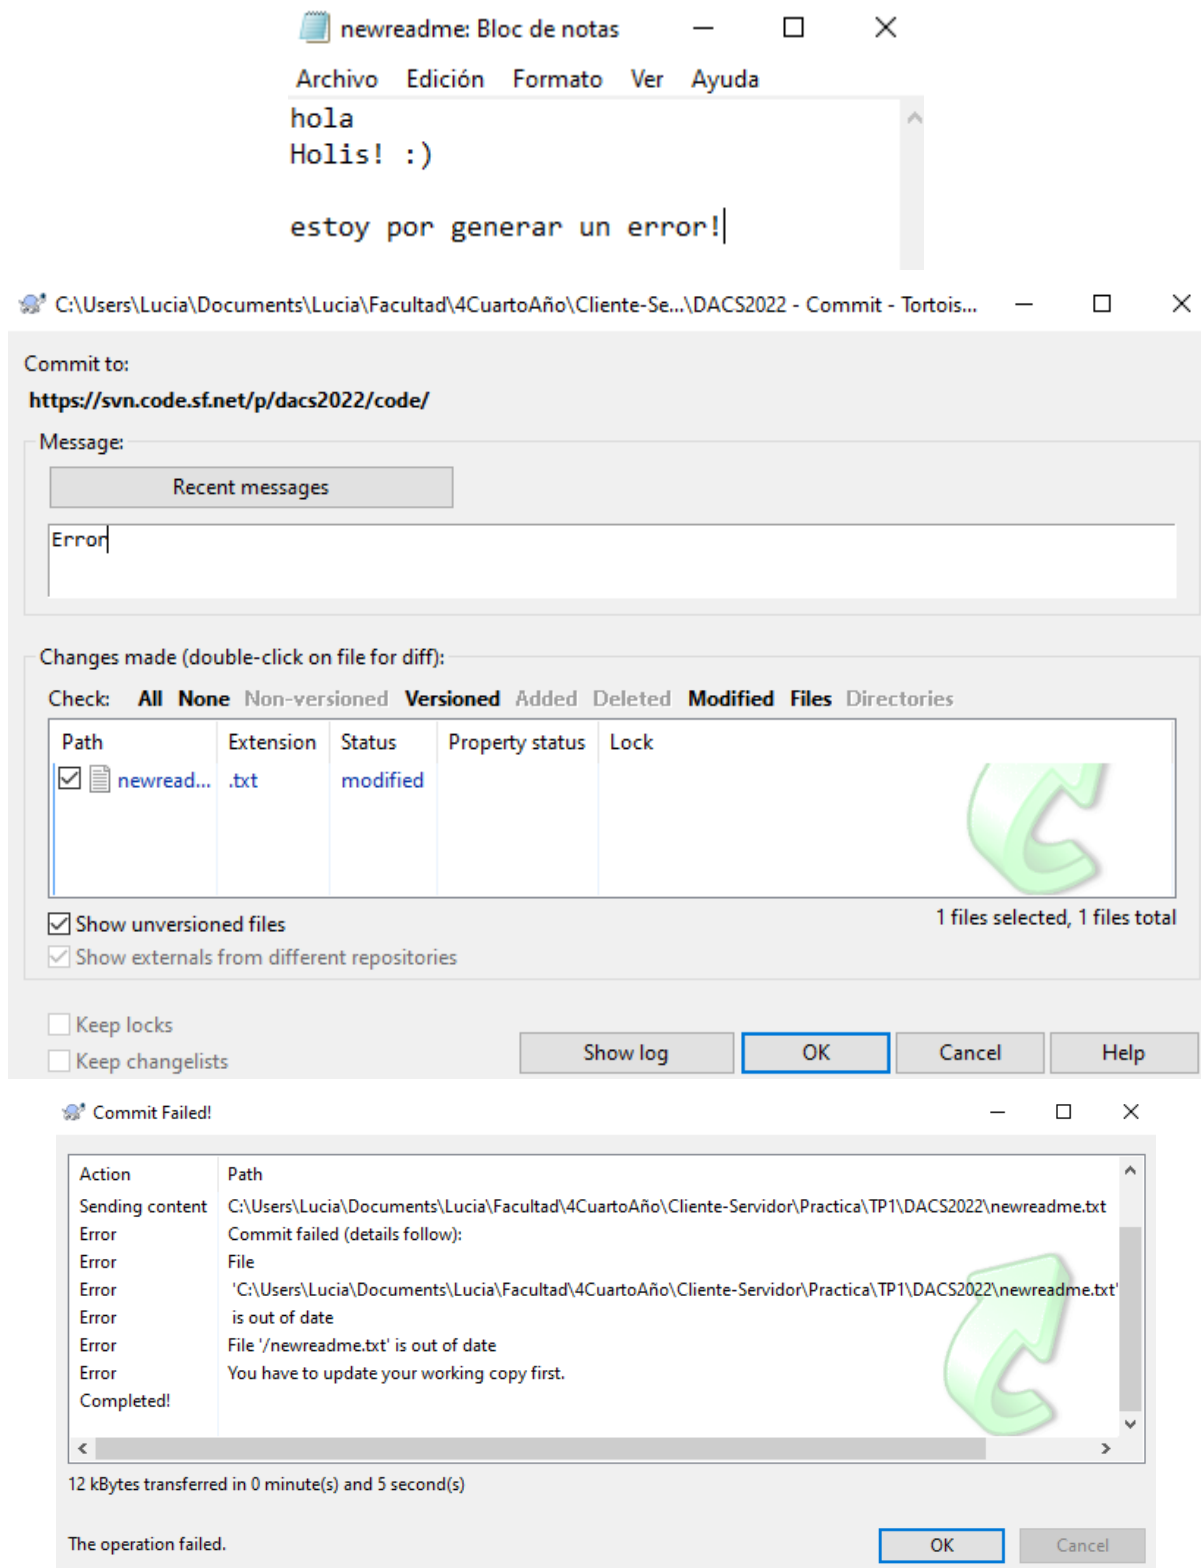 newreadme: Bloc de notas
Archivo Edición Formato Ver Ayuda
hola
Holis! :)
estoy por generar un error!
C:\Users\Lucia\Documents\Lucia\Facultad\4CuartoAño\Cliente-Se...\DACS2022 - Commit - Tortois...
Commit to:
https://svn.code.sf.net/p/dacs2022/code/
Message:
Recent messages
Error
Changes made (double-click on file for diff):
Check: All None Non-versioned Versioned Added Deleted Modified Files Directories
Path Extension Status Property status Lock
newread... .txt modified
1 files selected, 1 files total
Show unversioned files
Show externals from different repositories
Keep locks
Keep changelists
Show log OK Cancel Help
Commit Failed!
Action Path
Sending content C:\Users\Lucia\Documents\Lucia\Facultad\4CuartoAño\Cliente-Servidor\Practica\TP1\DACS2022\newreadme.txt
Error Commit failed (details follow):
Error File
Error 'C:\Users\Lucia\Documents\Lucia\Facultad\4CuartoAño\Cliente-Servidor\Practica\TP1\DACS2022\newreadme.txt'
Error is out of date
Error File '/newreadme.txt' is out of date
Error You have to update your working copy first.
Completed!
12 kBytes transferred in 0 minute(s) and 5 second(s)
The operation failed.
OK Cancel